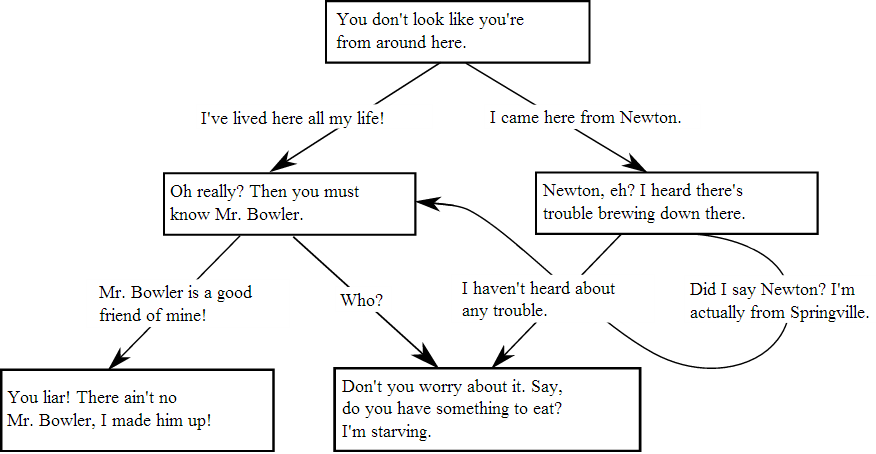 You don't look like you're
from around here.
I've lived here all my life!
I came here from Newton.
Oh really? Then you must
know Mr. Bowler.
Newton, eh? I heard there's
trouble brewing down there.
Mr. Bowler is a good
friend of mine!
Who?
I haven't heard about
any trouble.
Did I say Newton? I'm
actually from Springville.
You liar! There ain't no
Mr. Bowler, I made him up!
Don't you worry about it. Say,
do you have something to eat?
I'm starving.